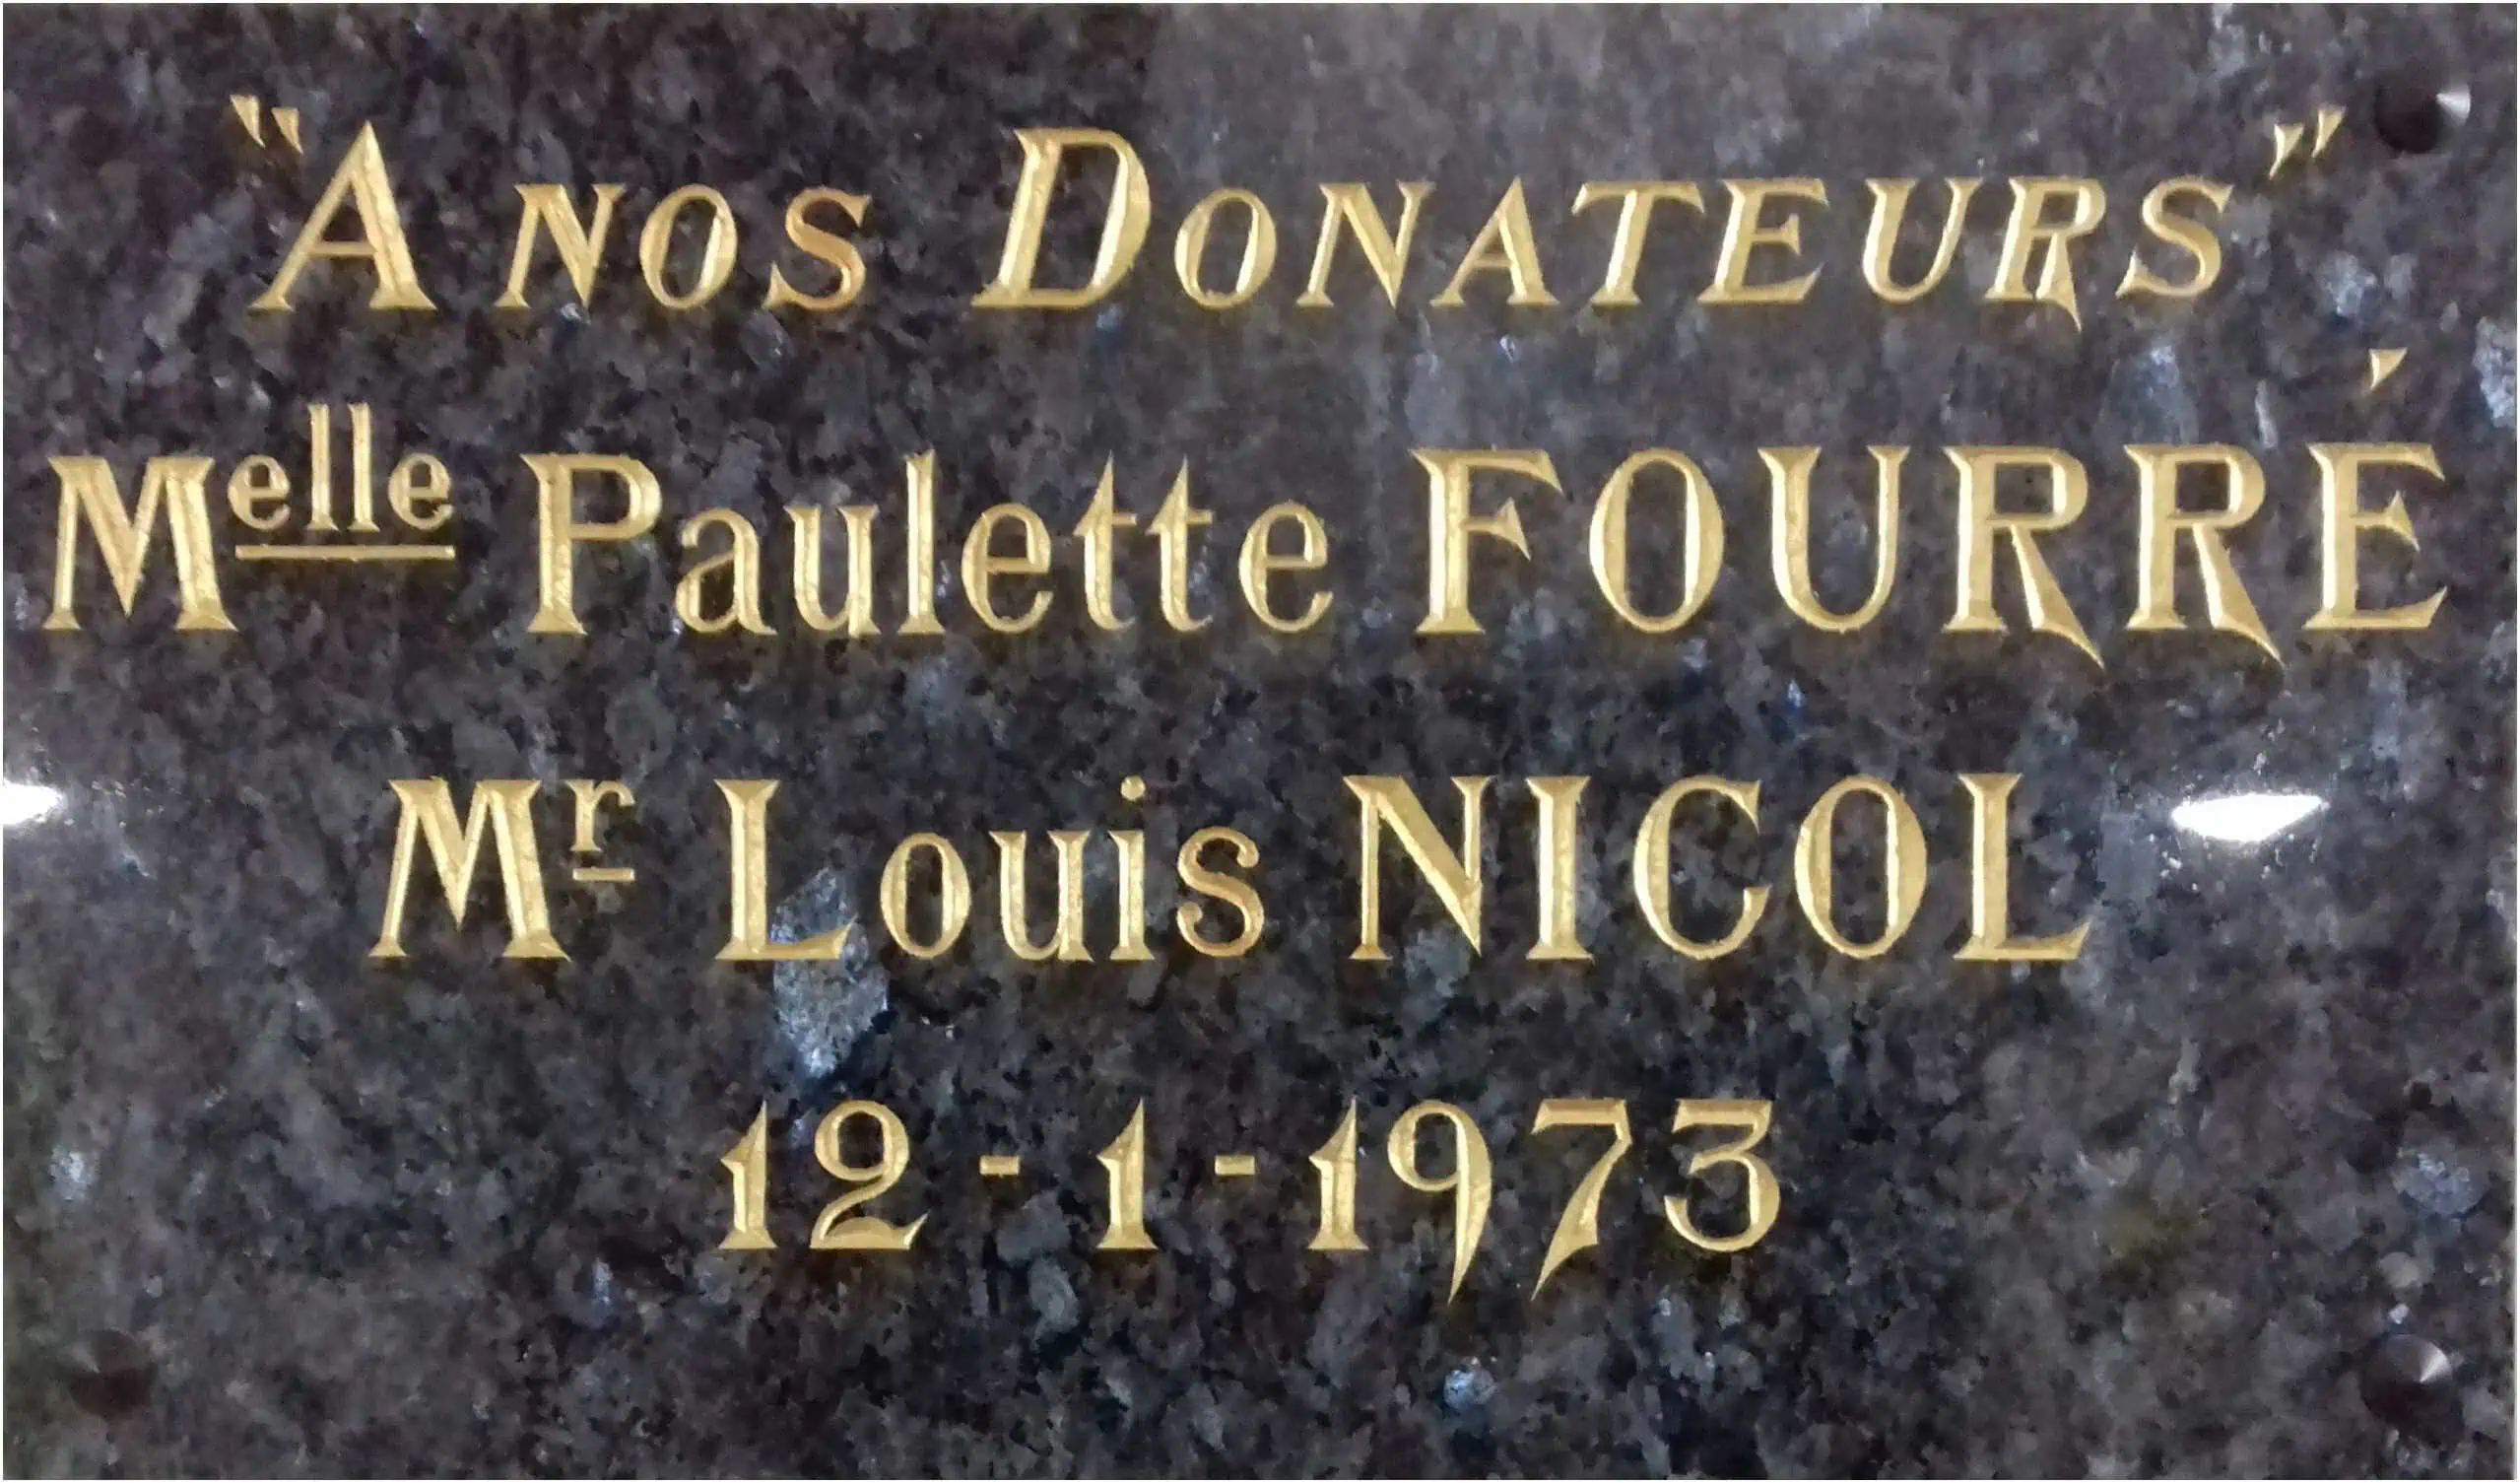 "A NOS DONATEURS"
Melle Paulette FOURRÉ
Mr Louis NICOL
12-1-1973